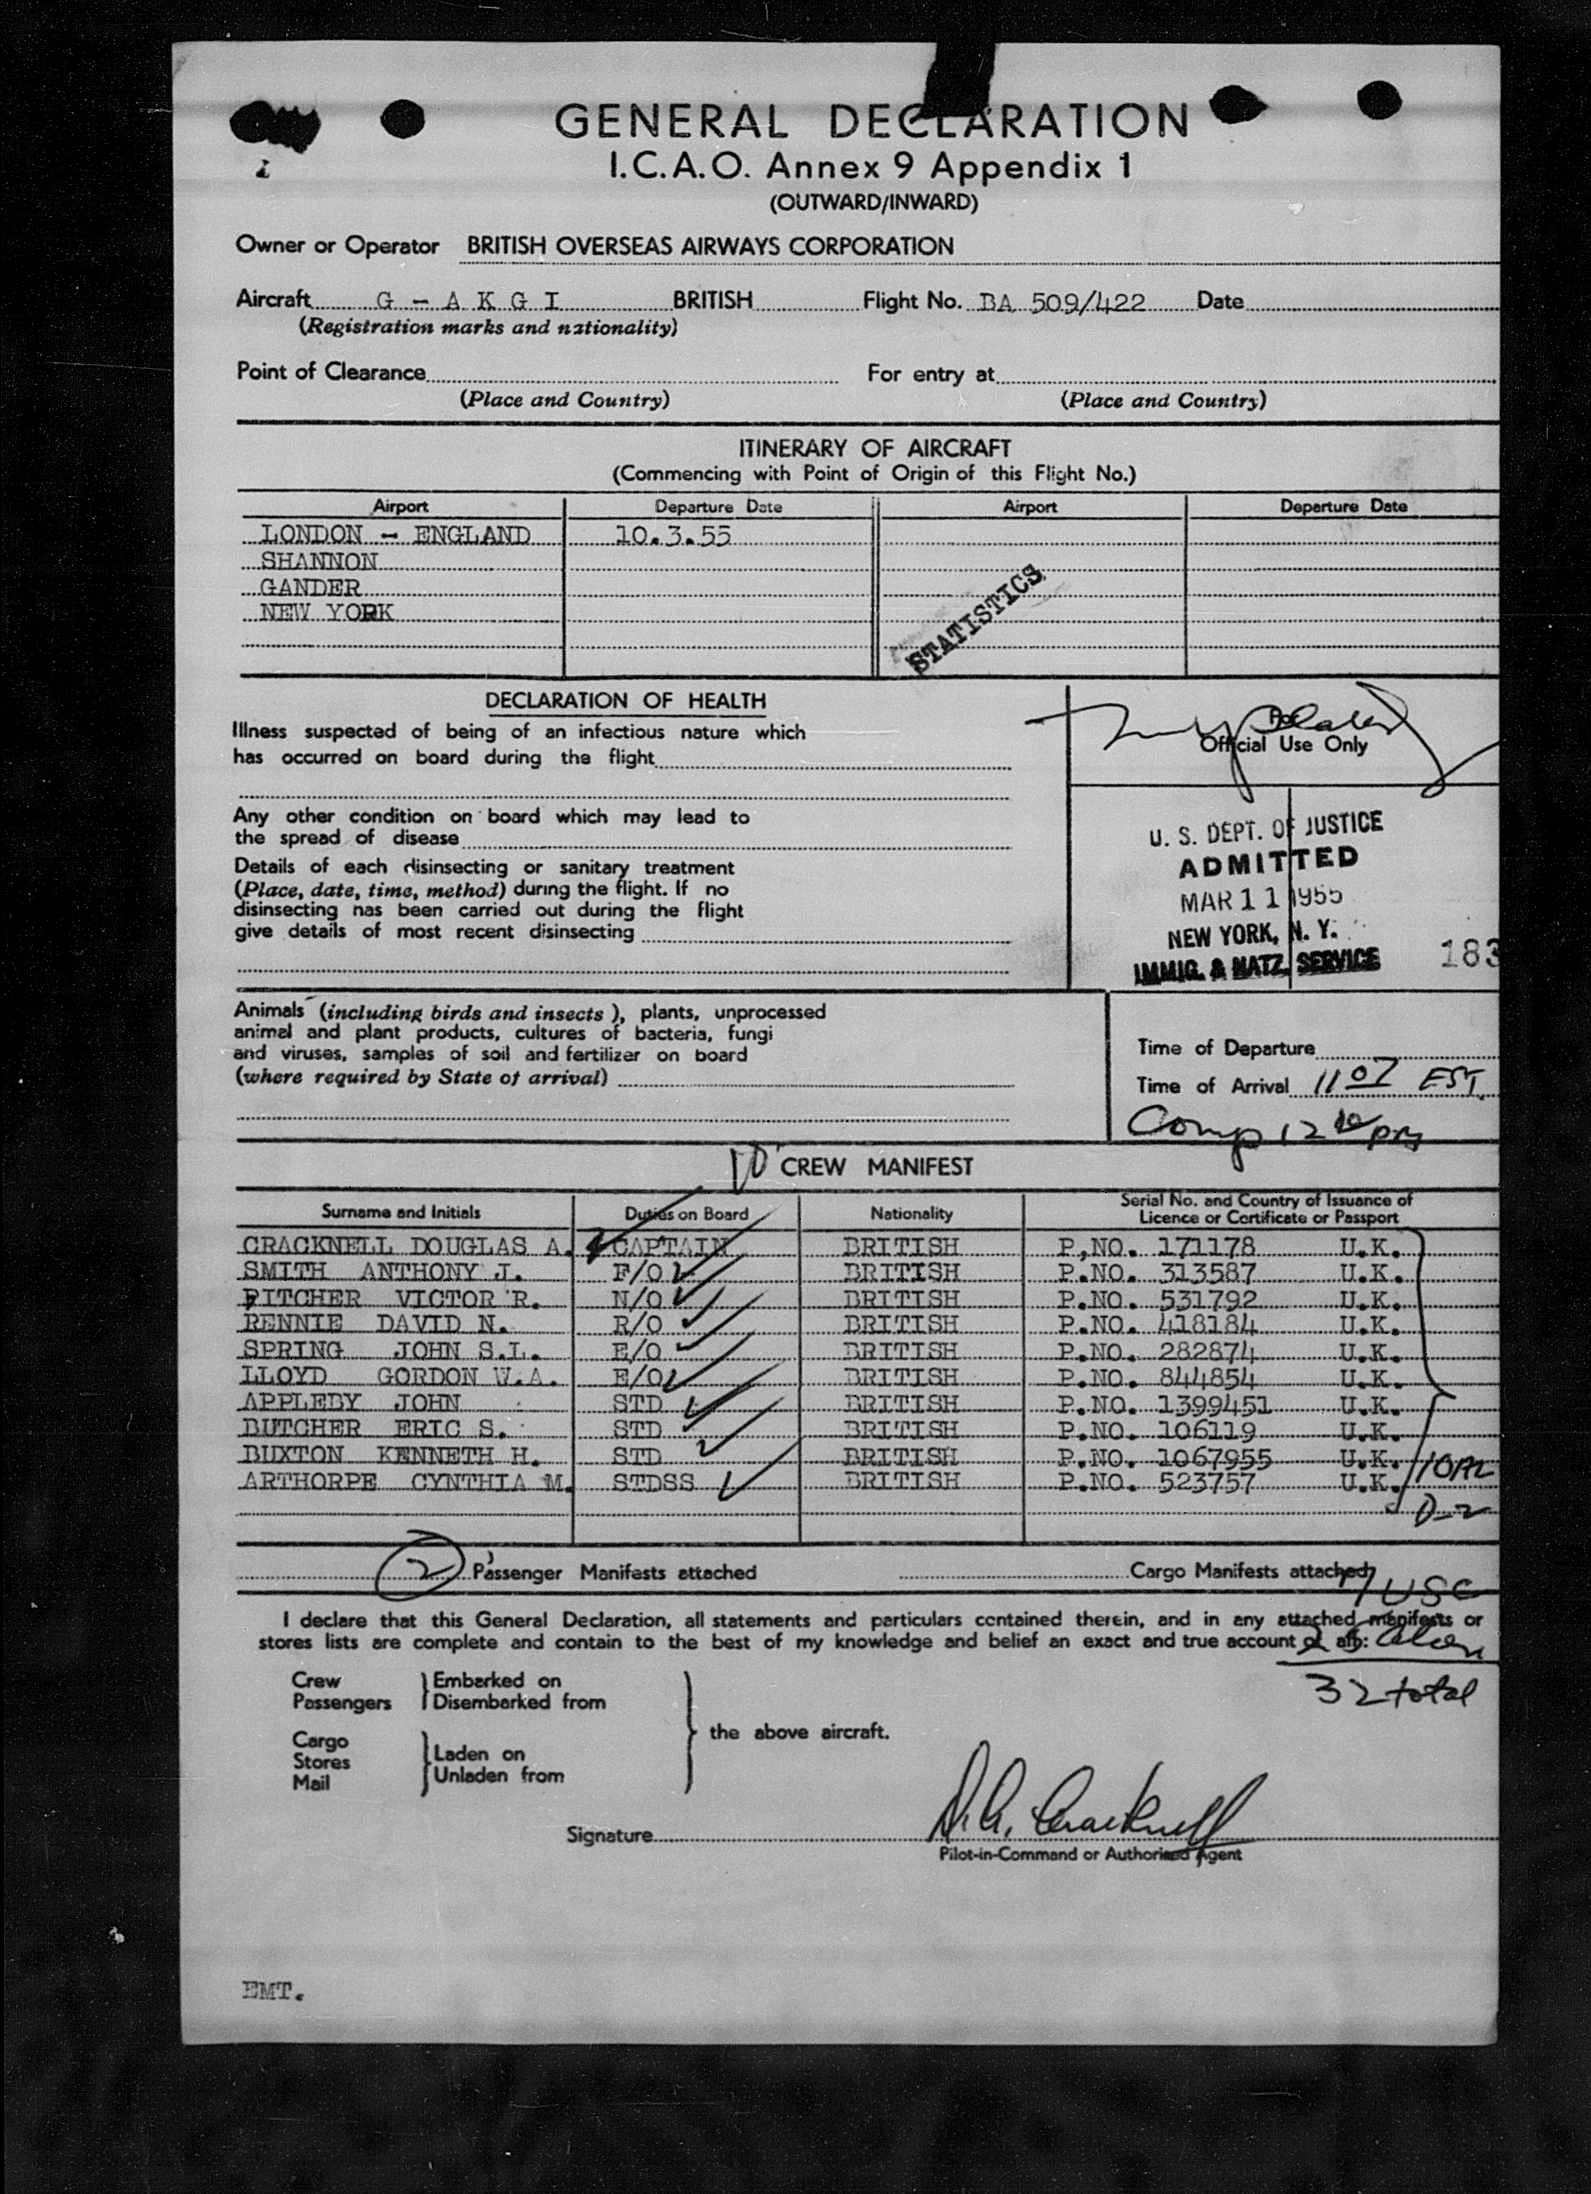 GENERAL DECLARATION
I.C.A.O. Annex 9 Appendix 1
(OUTWARD/INWARD)
Owner or Operator BRITISH OVERSEAS AIRWAYS CORPORATION
Aircraft G - A K G I BRITISH Flight No. BA 509/422 Date
(Registration marks and nationality)
Point of Clearance For entry at
(Place and Country) (Place and Country)
ITINERARY OF AIRCRAFT
(Commencing with Point of Origin of this Flight No.)
Airport Departure Date Airport Departure Date
LONDON - ENGLAND 10.3.55
SHANNON
GANDER
NEW YORK
STATISTICS
DECLARATION OF HEALTH
Illness suspected of being of an infectious nature which
has occurred on board during the flight
For
Official Use Only
Any other condition on board which may lead to
the spread of disease
Details of each disinsecting or sanitary treatment
(Place, date, time, method) during the flight. If no
disinsecting has been carried out during the flight
give details of most recent disinsecting
U. S. DEPT. OF JUSTICE
ADMITTED
MAR 11 1955
NEW YORK, N. Y.
IMMIG. & NATZ. SERVICE 183
Animals (including birds and insects), plants, unprocessed
animal and plant products, cultures of bacteria, fungi
and viruses, samples of soil and fertilizer on board
(where required by State of arrival)
Time of Departure
Time of Arrival 1107 EST.
Comp 12 10 pm
10 CREW MANIFEST
Surname and Initials Duties on Board Nationality Serial No. and Country of Issuance of
Licence or Certificate or Passport
CRACKNELL DOUGLAS A. CAPTAIN BRITISH P,NO. 171178 U.K.
SMITH ANTHONY J. F/O BRITISH P.NO. 313587 U.K.
PITCHER VICTOR R. N/O BRITISH P.NO. 531792 U.K.
RENNIE DAVID N. R/O BRITISH P.NO. 418184 U.K.
SPRING JOHN S.L. E/O BRITISH P.NO. 282874 U.K.
LLOYD GORDON W.A. E/O BRITISH P.NO. 844854 U.K.
APPLEBY JOHN STD BRITISH P.NO. 1399451 U.K.
BUTCHER ERIC S. STD BRITISH P.NO. 106119 U.K.
BUXTON KENNETH H. STD BRITISH P.NO. 1067955 U.K.
ARTHORPE CYNTHIA M. STDSS BRITISH P.NO. 523757 U.K.
D-2
2 Passenger Manifests attached Cargo Manifests attached
7 USC
I declare that this General Declaration, all statements and particulars contained therein, and in any attached manifests or
stores lists are complete and contain to the best of my knowledge and belief an exact and true account of all:
32 total
Crew
Passengers
Embarked on
Disembarked from
Cargo
Stores
Mail
Laden on
Unladen from
the above aircraft.
Signature D.A. Cracknell
Pilot-in-Command or Authorised Agent
EMT.